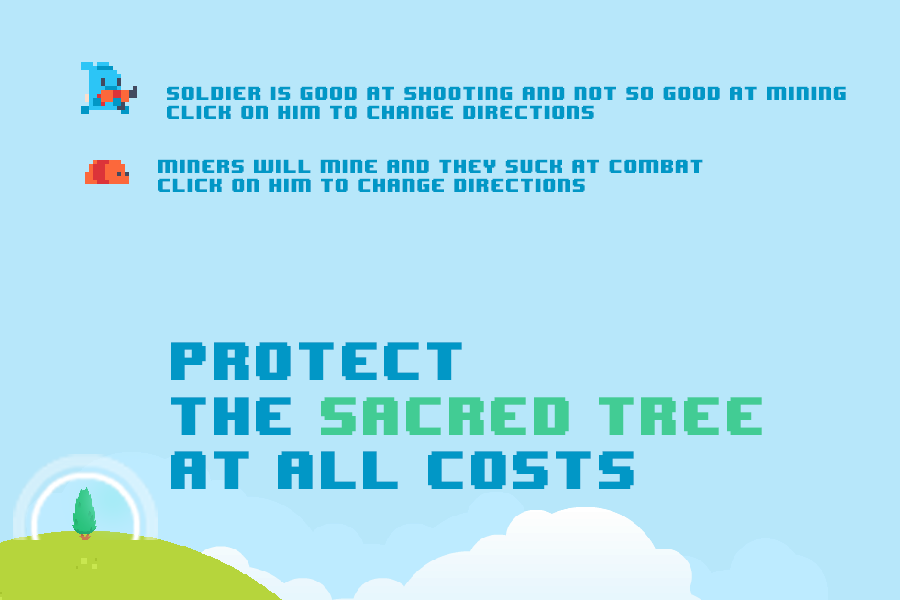 SOLDIER IS GOOD AT SHOOTING AND NOT SO GOOD AT MINING
CLICK ON HIM TO CHANGE DIRECTIONS
MINERS WILL MINE AND THEY SUCK AT COMBAT
CLICK ON HIM TO CHANGE DIRECTIONS
PROTECT
THE SACRED TREE
AT ALL COSTS